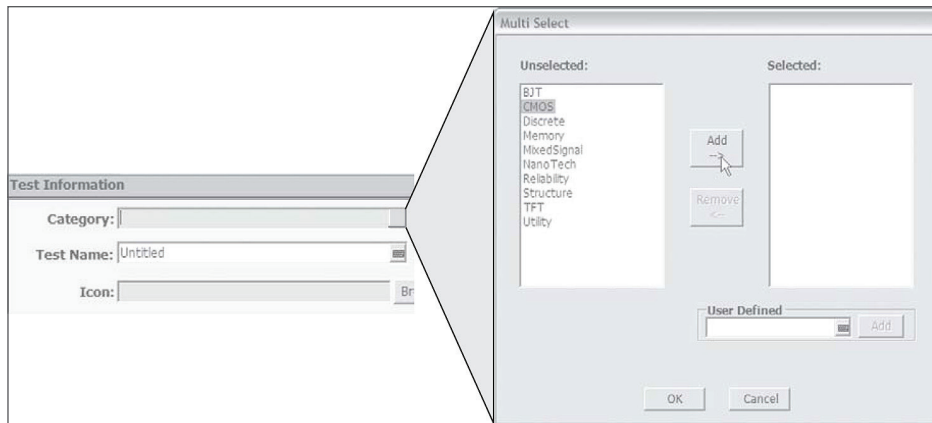 Test Information
Category:
Test Name: Untitled
Icon: Br
Multi Select
Unselected: Selected:
BJT
CMOS
Discrete
Memory
MixedSignal
NanoTech
Reliability
Structure
TFT
Utility
Add
-->
Remove
<--
User Defined
Add
OK Cancel